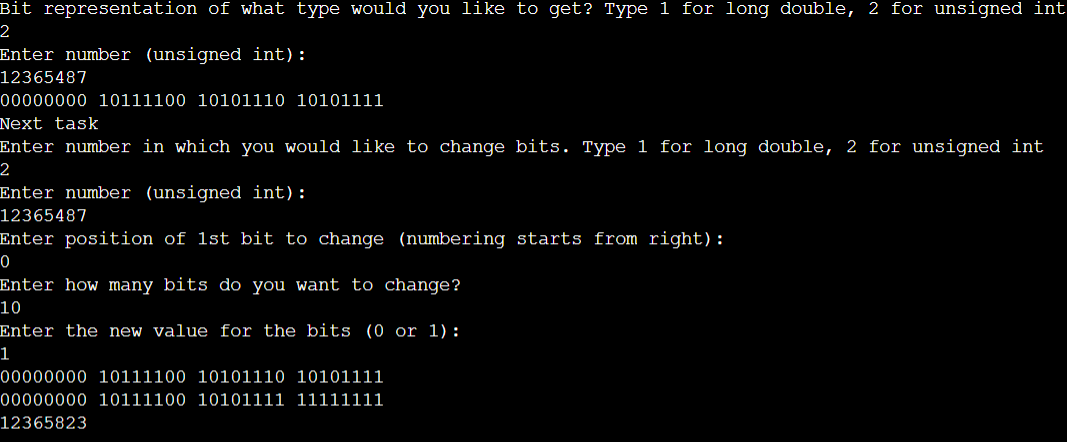 Bit representation of what type would you like to get? Type 1 for long double, 2 for unsigned int
2
Enter number (unsigned int):
12365487
00000000 10111100 10101110 10101111
Next task
Enter number in which you would like to change bits. Type 1 for long double, 2 for unsigned int
2
Enter number (unsigned int):
12365487
Enter position of 1st bit to change (numbering starts from right):
0
Enter how many bits do you want to change?
10
Enter the new value for the bits (0 or 1):
1
00000000 10111100 10101110 10101111
00000000 10111100 10101111 11111111
12365823